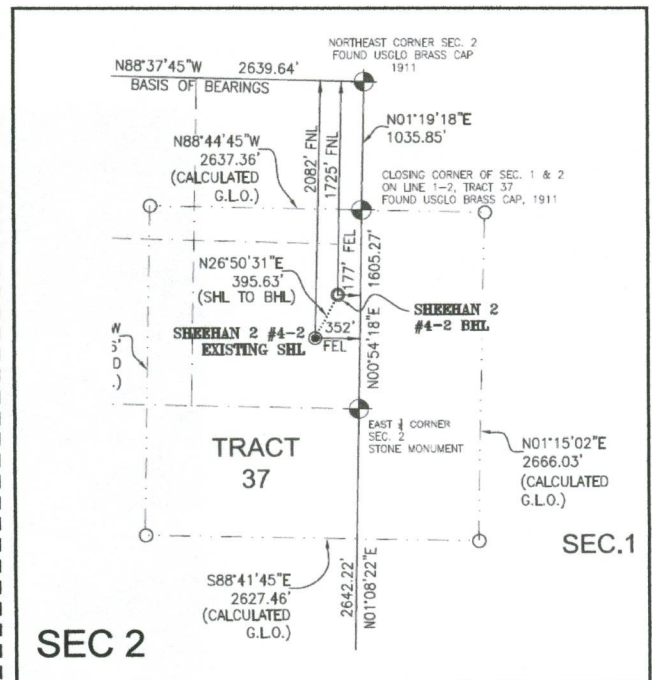 NORTHEAST CORNER SEC. 2
FOUND USGLO BRASS CAP
1911
N88°37'45"W 2639.64'
BASIS OF BEARINGS
N01°19'18"E
1035.85'
N88°44'45"W
2637.36'
(CALCULATED
G.L.O.)
2082' FNL
1725' FNL
CLOSING CORNER OF SEC. 1 & 2
ON LINE 1-2, TRACT 37
FOUND USGLO BRASS CAP, 1911
N26°50'31"E
395.63'
(SHL TO BHL)
177' FEL
1605.27'
N00°54'18"E
SHEEHAN 2
#4-2 BHL
SHEEHAN 2 #4-2
EXISTING SHL
352'
FEL
W
5'
D
.)
EAST ¼ CORNER
SEC. 2
STONE MONUMENT
TRACT
37
N01°15'02"E
2666.03'
(CALCULATED
G.L.O.)
SEC.1
S88°41'45"E
2627.46'
(CALCULATED
G.L.O.)
2642.22'
N01°08'22"E
SEC 2